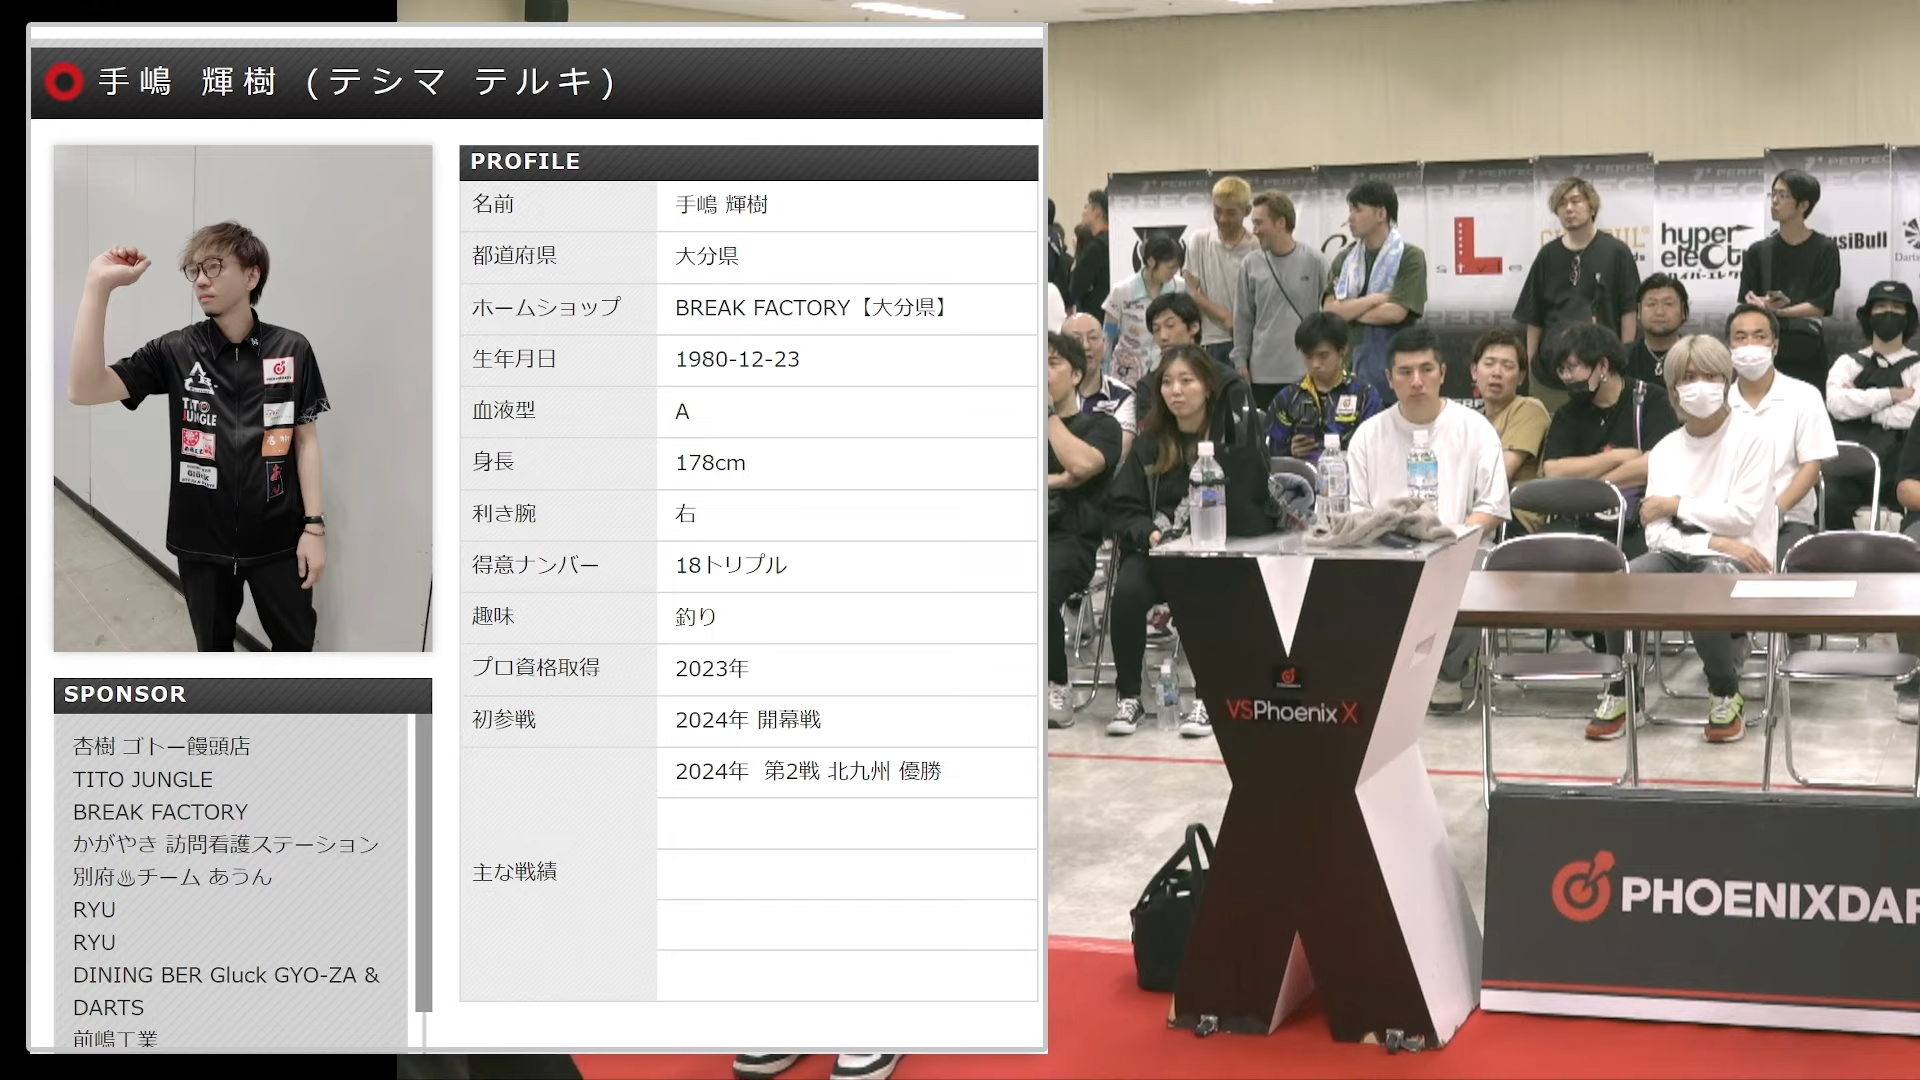 手嶋 輝樹 (テシマ テルキ)
PROFILE
名前 手嶋 輝樹
都道府県 大分県
ホームショップ BREAK FACTORY【大分県】
生年月日 1980-12-23
血液型 A
身長 178cm
利き腕 右
得意ナンバー 18トリプル
趣味 釣り
プロ資格取得 2023年
初参戦 2024年 開幕戦
主な戦績 2024年 第2戦 北九州 優勝
SPONSOR
杏樹 ゴトー饅頭店
TITO JUNGLE
BREAK FACTORY
かがやき 訪問看護ステーション
別府♨チーム あうん
RYU
RYU
DINING BER Gluck GYO-ZA &
DARTS
前嶋工業
TITO
JUNGLE
Glück
hyper
elect
usiBull
L
VSPhoenix X
PHOENIXDAR